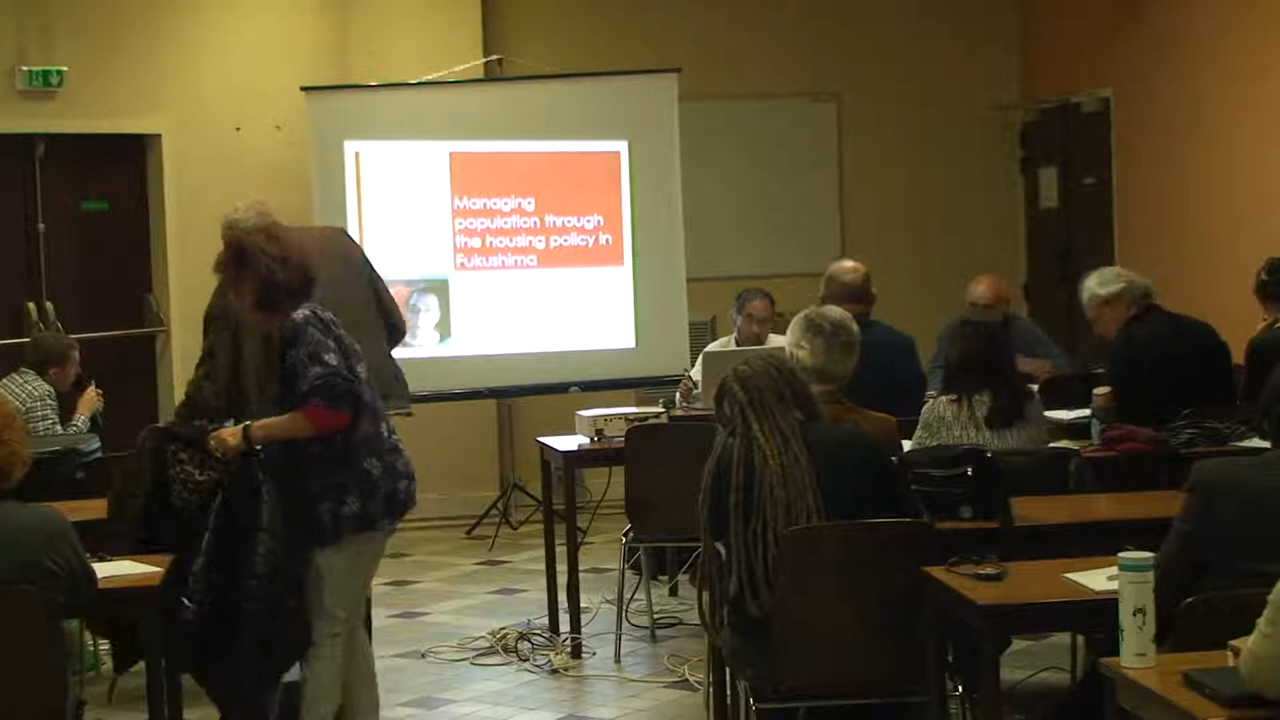 Managing
population through
the housing policy in
Fukushima